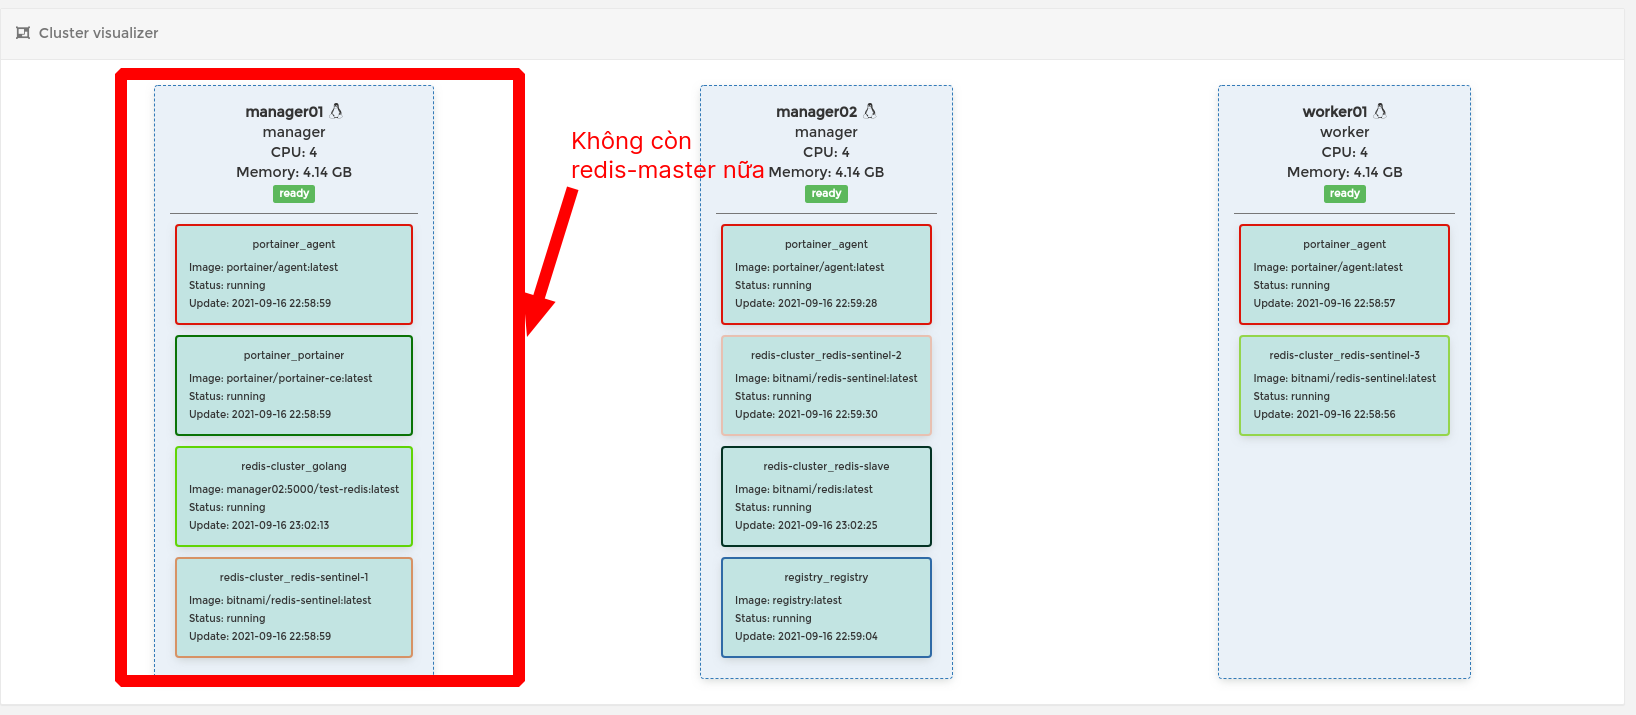 Cluster visualizer
manager01
manager
CPU: 4
Memory: 4.14 GB
ready
portainer_agent
Image: portainer/agent:latest
Status: running
Update: 2021-09-16 22:58:59
portainer_portainer
Image: portainer/portainer-ce:latest
Status: running
Update: 2021-09-16 22:58:59
redis-cluster_golang
Image: manager02:5000/test-redis:latest
Status: running
Update: 2021-09-16 23:02:13
redis-cluster_redis-sentinel-1
Image: bitnami/redis-sentinel:latest
Status: running
Update: 2021-09-16 22:58:59
Không còn
redis-master nữa
manager02
manager
CPU: 4
Memory: 4.14 GB
ready
portainer_agent
Image: portainer/agent:latest
Status: running
Update: 2021-09-16 22:59:28
redis-cluster_redis-sentinel-2
Image: bitnami/redis-sentinel:latest
Status: running
Update: 2021-09-16 22:59:30
redis-cluster_redis-slave
Image: bitnami/redis:latest
Status: running
Update: 2021-09-16 23:02:25
registry_registry
Image: registry:latest
Status: running
Update: 2021-09-16 22:59:04
worker01
worker
CPU: 4
Memory: 4.14 GB
ready
portainer_agent
Image: portainer/agent:latest
Status: running
Update: 2021-09-16 22:58:57
redis-cluster_redis-sentinel-3
Image: bitnami/redis-sentinel:latest
Status: running
Update: 2021-09-16 22:58:56